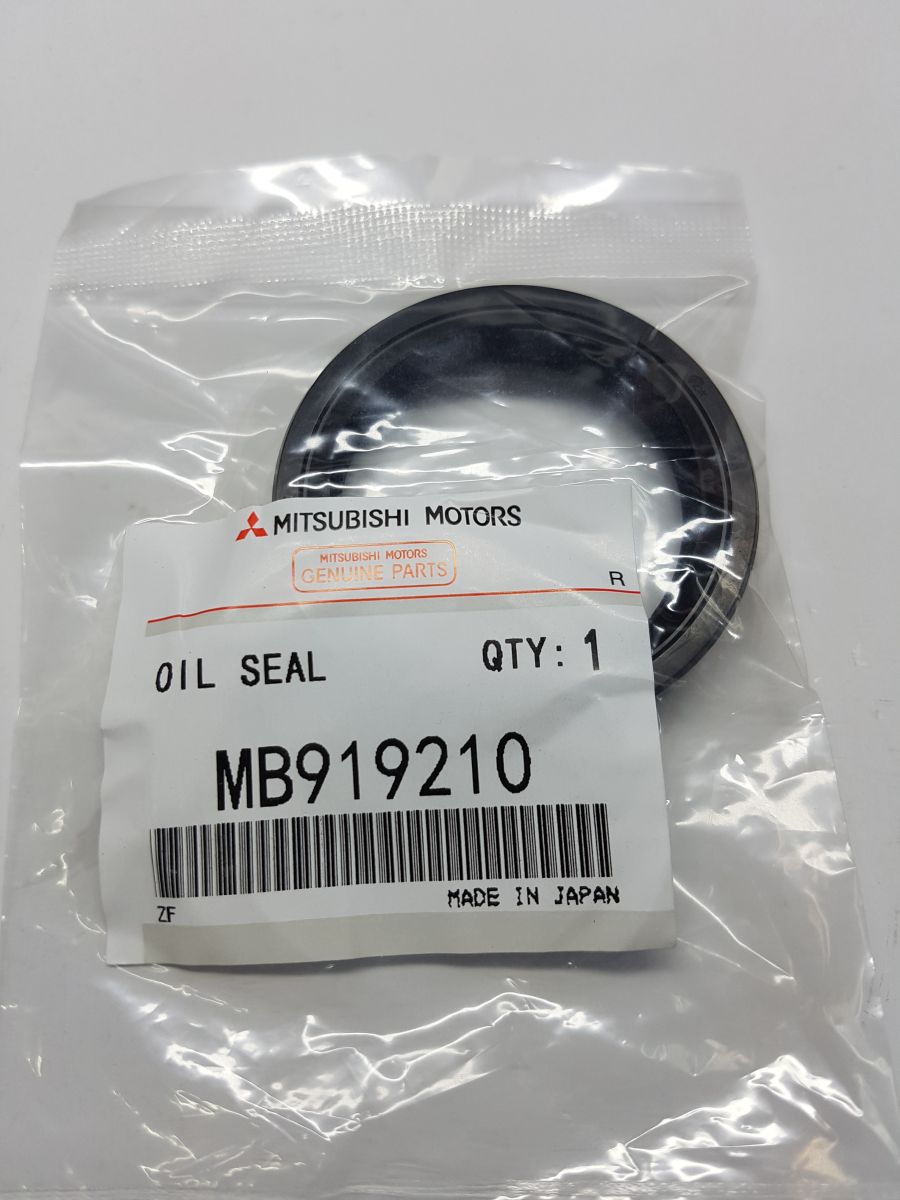 MITSUBISHI MOTORS
MITSUBISHI MOTORS
GENUINE PARTS
R
OIL SEAL QTY: 1
MB919210
ZF MADE IN JAPAN